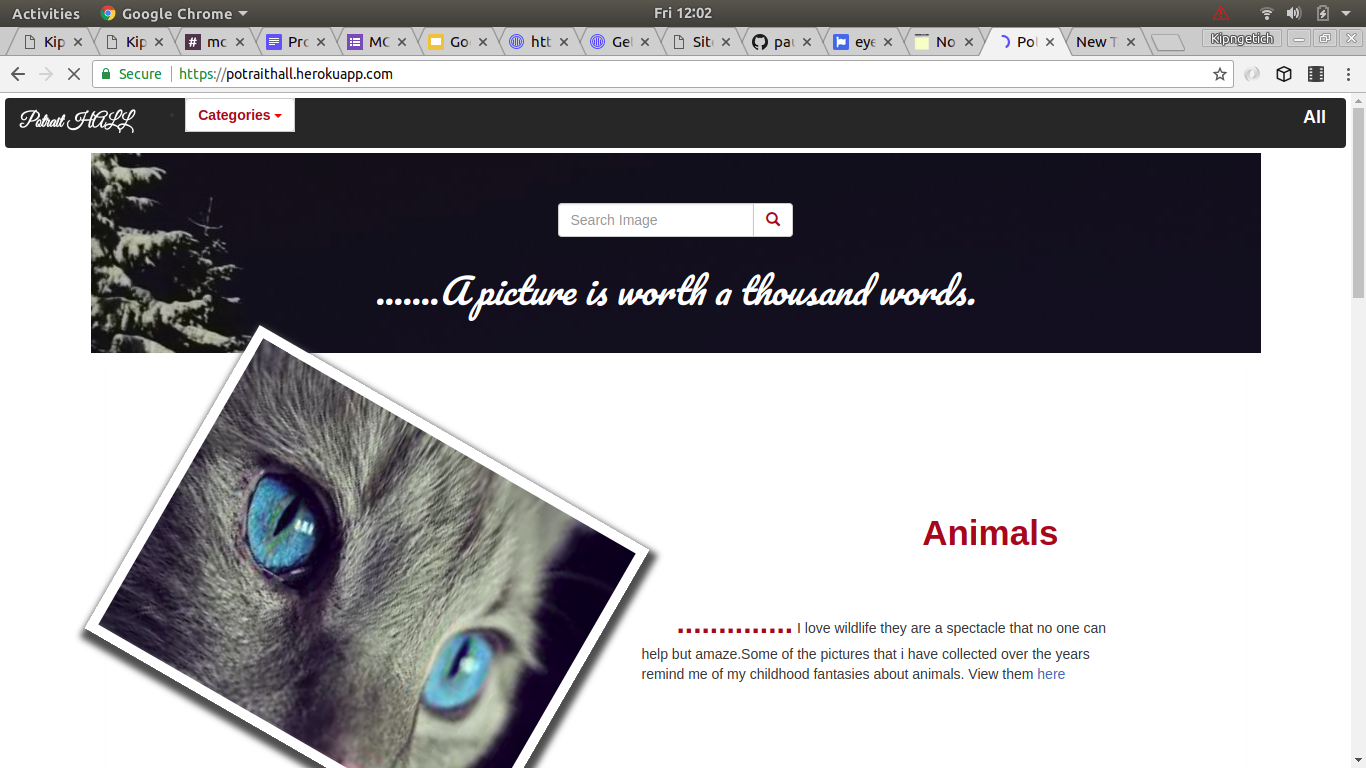 Activities Google Chrome Fri 12:02
Kip Kip mc Pro MC Go htt Gel Sit pau eye No Pot New T Kipngetich
Secure https://potraithall.herokuapp.com
Potrait HALL Categories All
Search Image
.......A picture is worth a thousand words.
Animals
.............. I love wildlife they are a spectacle that no one can
help but amaze.Some of the pictures that i have collected over the years
remind me of my childhood fantasies about animals. View them here